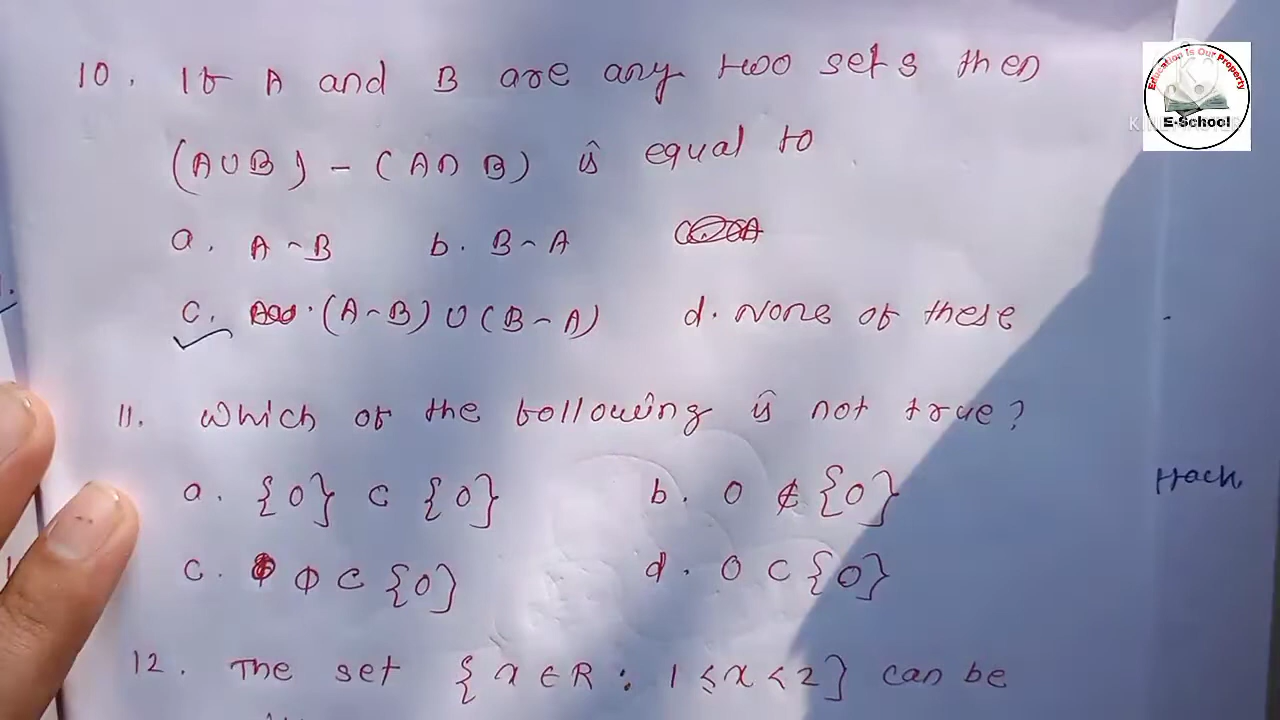 10. If A and B are any two sets then
(A∪B) - (A∩B) is equal to
a. A ~ B b. B ~ A
c. (A ~ B) ∪ (B ~ A) d. None of these
11. Which of the following is not true?
a. {0} ⊂ {0} b. 0 ∉ {0}
c. ϕ ⊂ {0} d. 0 ⊂ {0}
12. The set {x ∈ R : 1 ≤ x < 2} can be
Education Is Our Property
E-School
KINEMASTER